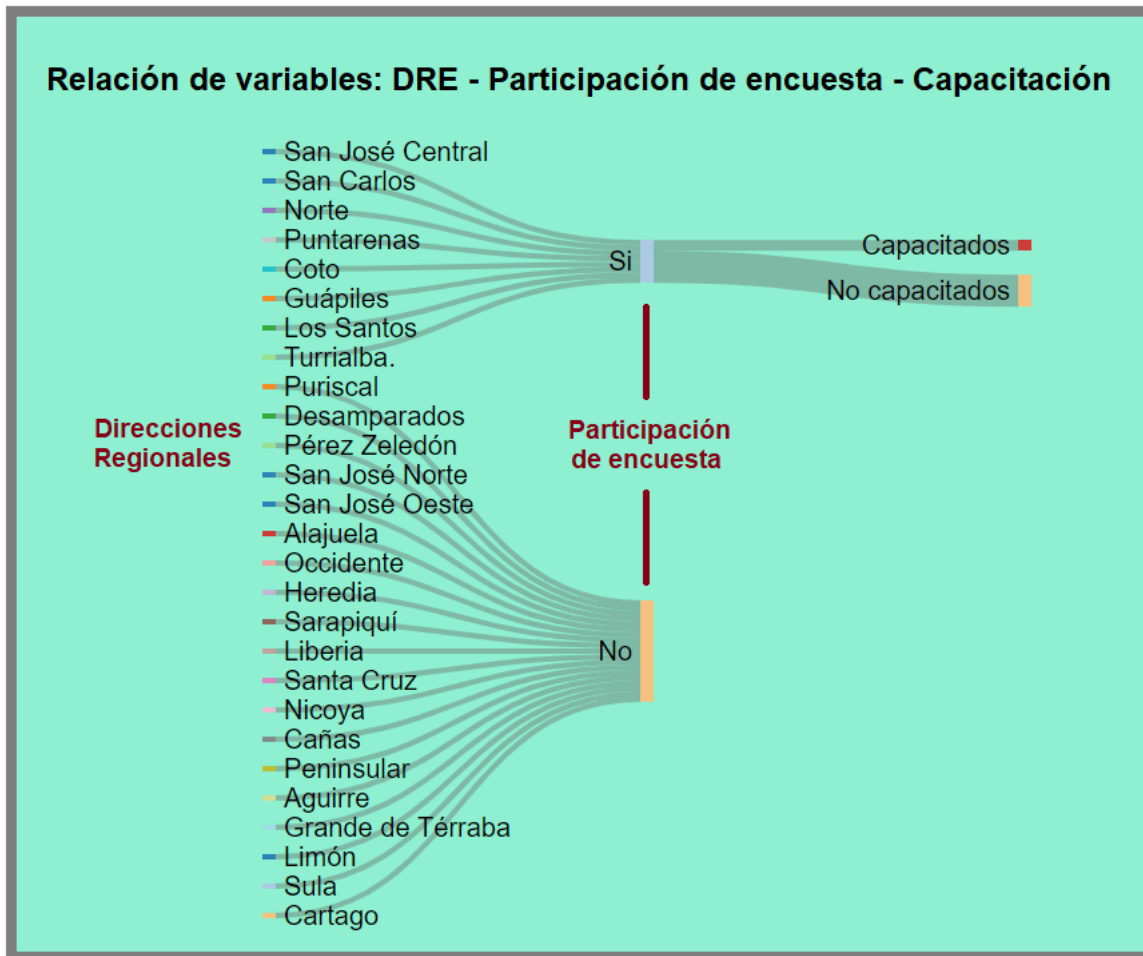 Relación de variables: DRE - Participación de encuesta - Capacitación
San José Central
San Carlos
Norte
Puntarenas
Coto
Guápiles
Los Santos
Turrialba.
Puriscal
Desamparados
Pérez Zeledón
San José Norte
San José Oeste
Alajuela
Occidente
Heredia
Sarapiquí
Liberia
Santa Cruz
Nicoya
Cañas
Peninsular
Aguirre
Grande de Térraba
Limón
Sula
Cartago
Direcciones
Regionales
Si
Participación
de encuesta
No
Capacitados
No capacitados